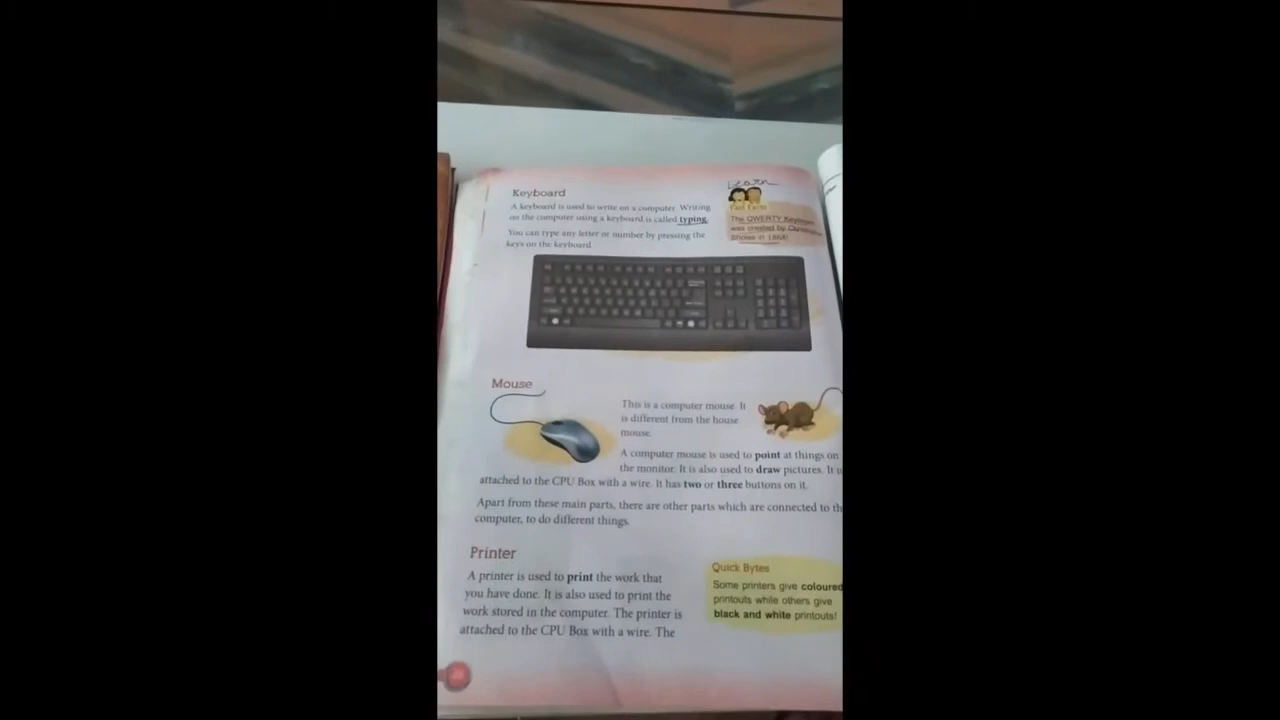 Keyboard
A keyboard is used to write on a computer. Writing
on the computer using a keyboard is called typing.
You can type any letter or number by pressing the
keys on the keyboard
Learn
Fast Facts
The QWERTY Keyboard
was created by
Sholes in 1868!
Mouse
This is a computer mouse. It
is different from the house
mouse.
A computer mouse is used to point at things on
the monitor. It is also used to draw pictures. It is
attached to the CPU Box with a wire. It has two or three buttons on it.
Apart from these main parts, there are other parts which are connected to the
computer, to do different things.
Printer
A printer is used to print the work that
you have done. It is also used to print the
work stored in the computer. The printer is
attached to the CPU Box with a wire. The
Quick Bytes
Some printers give coloured
printouts while others give
black and white printouts!